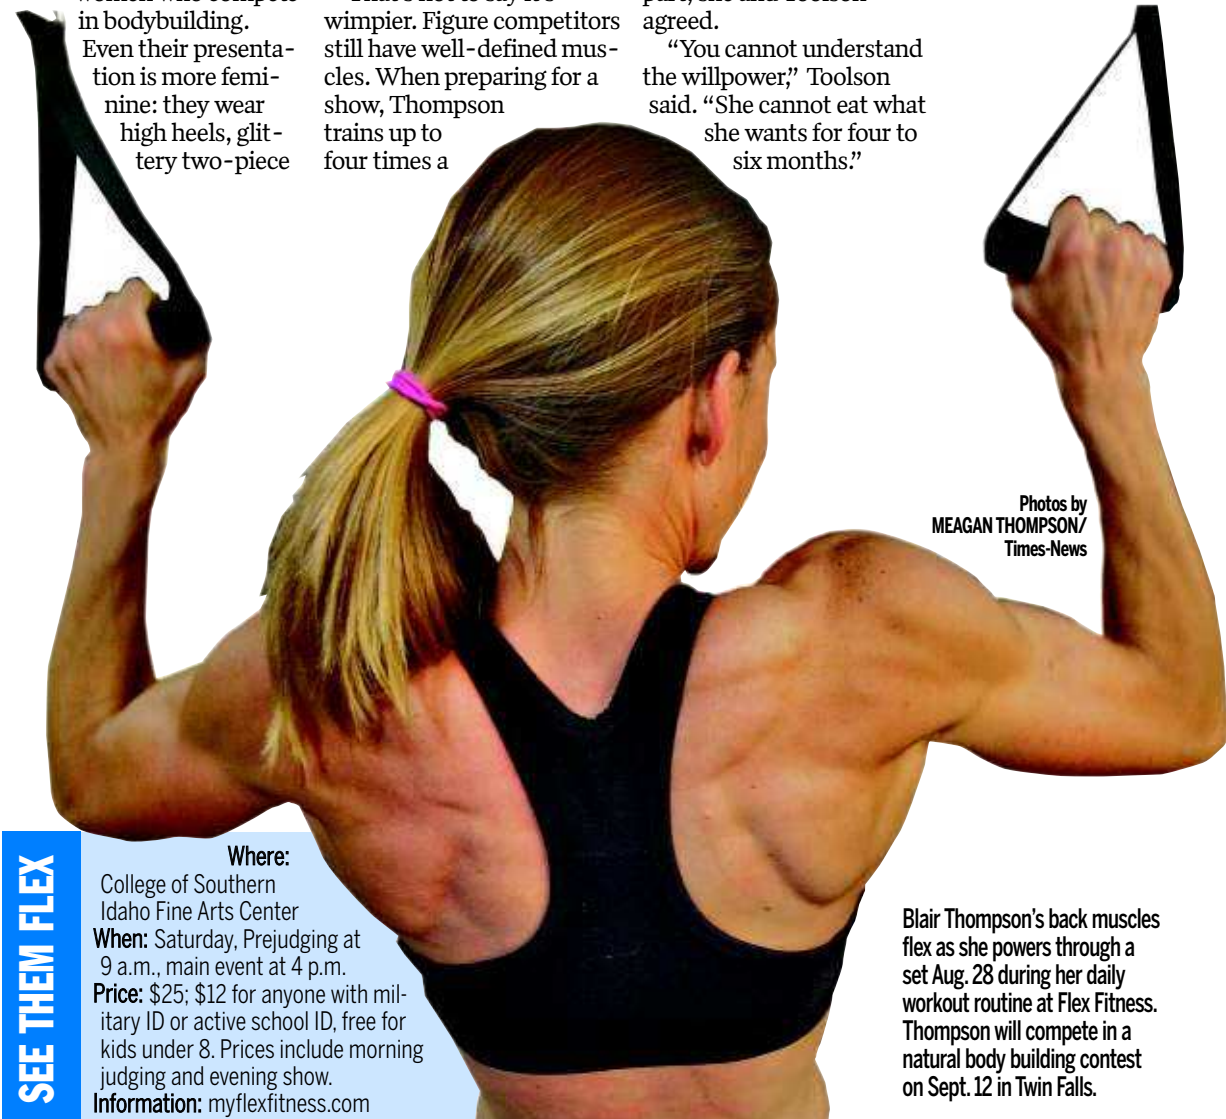 in bodybuilding.
Even their presenta-
tion is more femi-
nine: they wear
high heels, glit-
tery two-piece
wimpier. Figure competitors
still have well-defined mus-
cles. When preparing for a
show, Thompson
trains up to
four times a
agreed.
“You cannot understand
the willpower,” Toolson
said. “She cannot eat what
she wants for four to
six months.”
Photos by
MEAGAN THOMPSON/
Times-News
SEE THEM FLEX
Where:
College of Southern
Idaho Fine Arts Center
When: Saturday, Prejudging at
9 a.m., main event at 4 p.m.
Price: $25; $12 for anyone with mil-
itary ID or active school ID, free for
kids under 8. Prices include morning
judging and evening show.
Information: myflexfitness.com
Blair Thompson’s back muscles
flex as she powers through a
set Aug. 28 during her daily
workout routine at Flex Fitness.
Thompson will compete in a
natural body building contest
on Sept. 12 in Twin Falls.